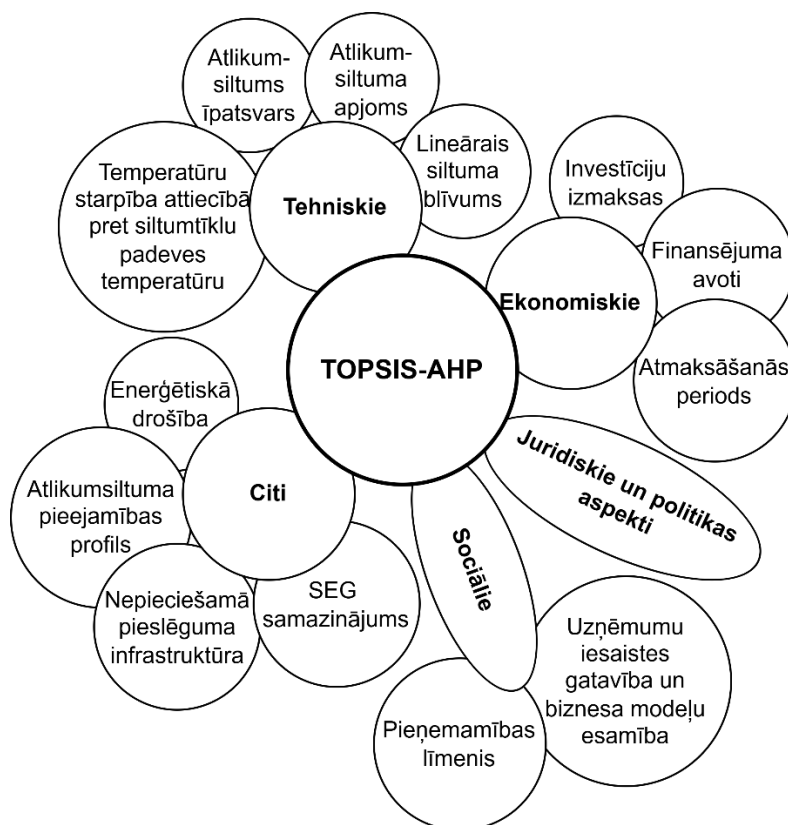 Atlikum-
siltums
īpatsvars
Atlikum-
siltuma
apjoms
Lineārais
siltuma
blīvums
Temperatūru
starpība attiecībā
pret siltumtīklu
padeves
temperatūru
Tehniskie
Investīciju
izmaksas
Finansējuma
avoti
Ekonomiskie
Atmaksāšanās
periods
TOPSIS-AHP
Enerģētiskā
drošība
Citi
Atlikumsiltuma
pieejamības
profils
Nepieciešamā
pieslēguma
infrastruktūra
SEG
samazinājums
Juridiskie un politikas
aspekti
Sociālie
Uzņēmumu
iesaistes
gatavība un
biznesa modeļu
esamība
Pieņemamības
līmenis